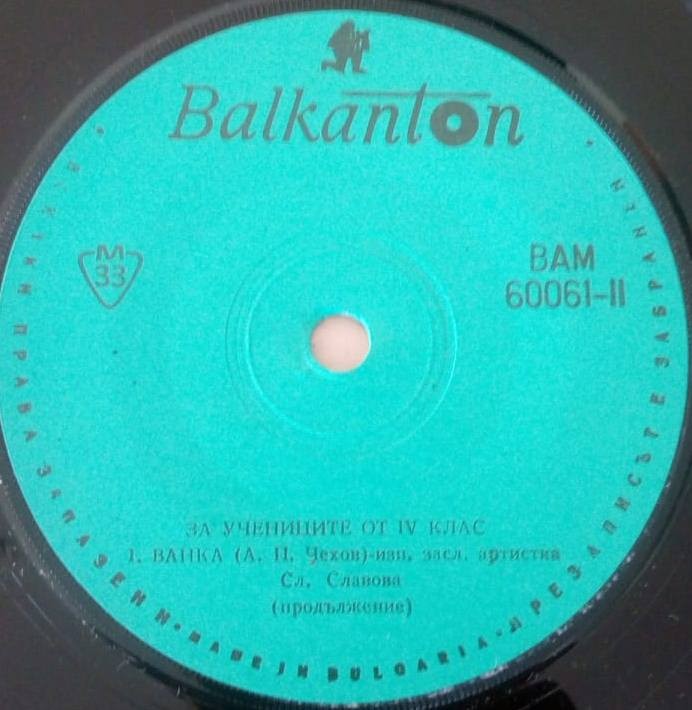 Balkanton
M
33
ВАМ
60061-II
ЗА УЧЕНИЦИТЕ ОТ IV КЛАС
1. ВАНКА (А. П. Чехов)-изп. засл. артистка
Сл. Славова
(продължение)
ВСИЧКИ ПРАВА ЗАПАЗЕНИ • MADE IN BULGARIA • ПРЕЗАПИСЪТ Е ЗАБРАНЕН